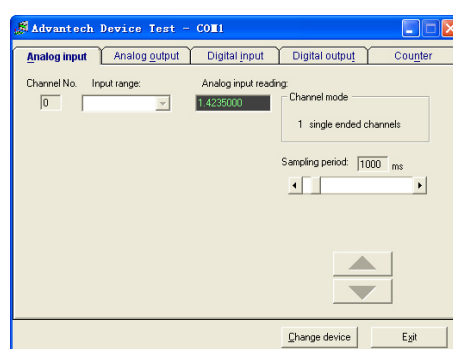 Advantech Device Test - COM1
Analog input Analog output Digital input Digital output Counter
Channel No. Input range: Analog input reading:
0 1.4235000
Channel mode
1 single ended channels
Sampling period: 1000 ms
Change device Exit